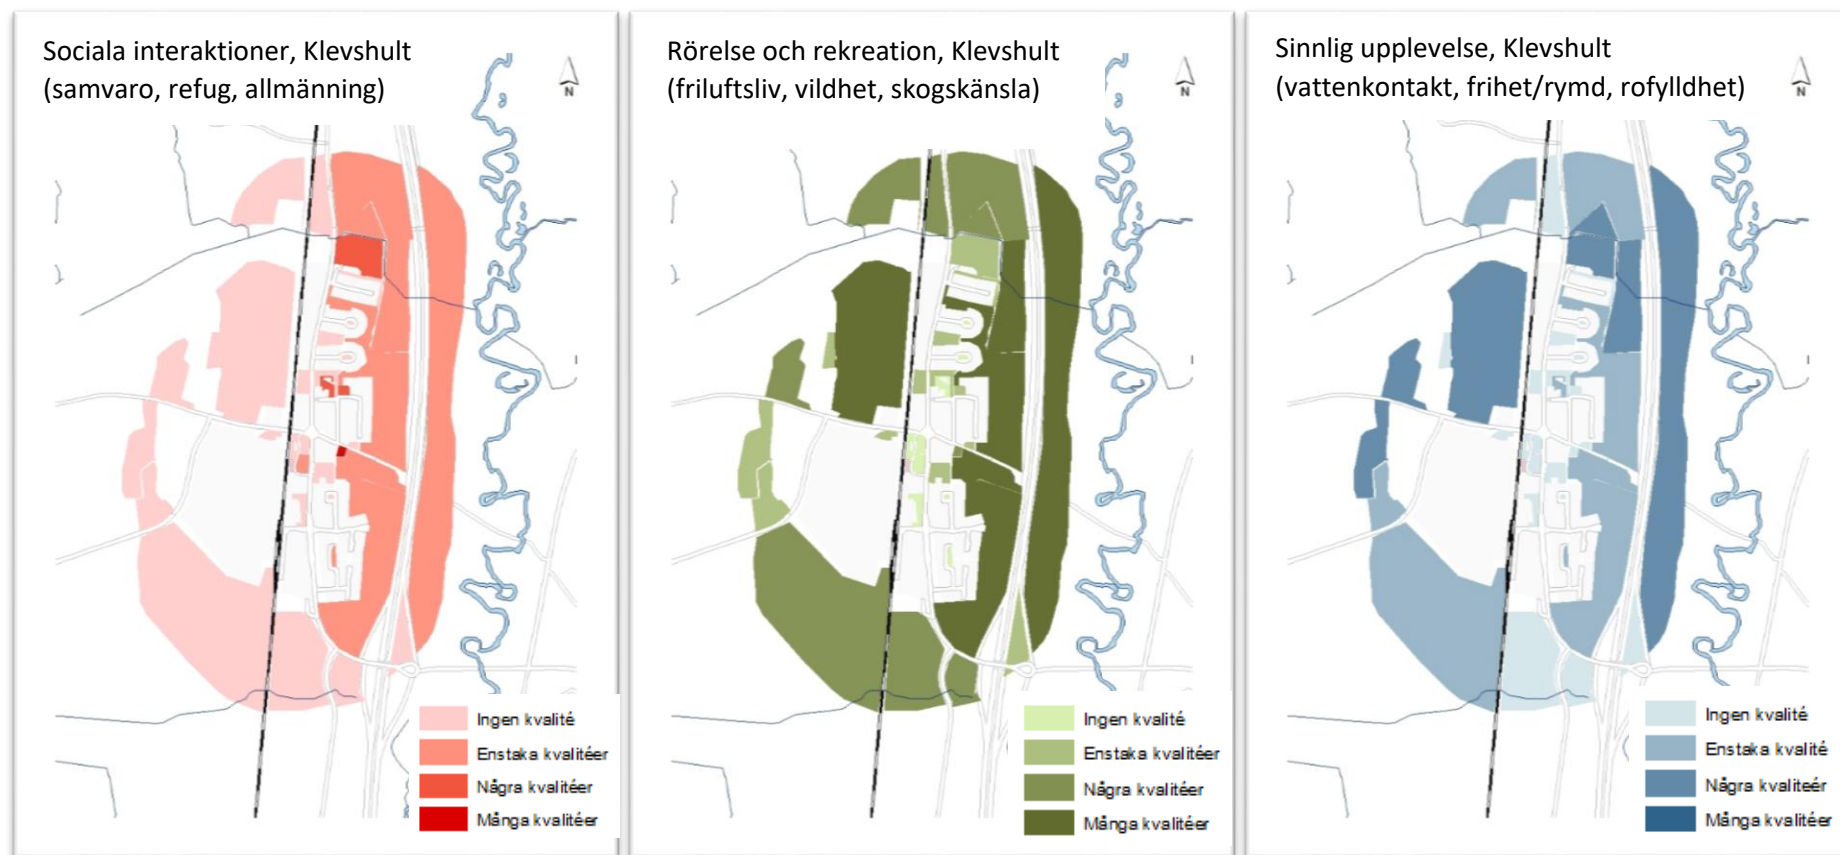 Sociala interaktioner, Klevshult
(samvaro, refug, allmänning)
N
Ingen kvalité
Enstaka kvalitéer
Några kvalitéer
Många kvalitéer
Rörelse och rekreation, Klevshult
(friluftsliv, vildhet, skogskänsla)
N
Ingen kvalité
Enstaka kvalitéer
Några kvalitéer
Många kvalitéer
Sinnlig upplevelse, Klevshult
(vattenkontakt, frihet/rymd, rofylldhet)
N
Ingen kvalité
Enstaka kvalité
Några kvaliteér
Många kvalitéer